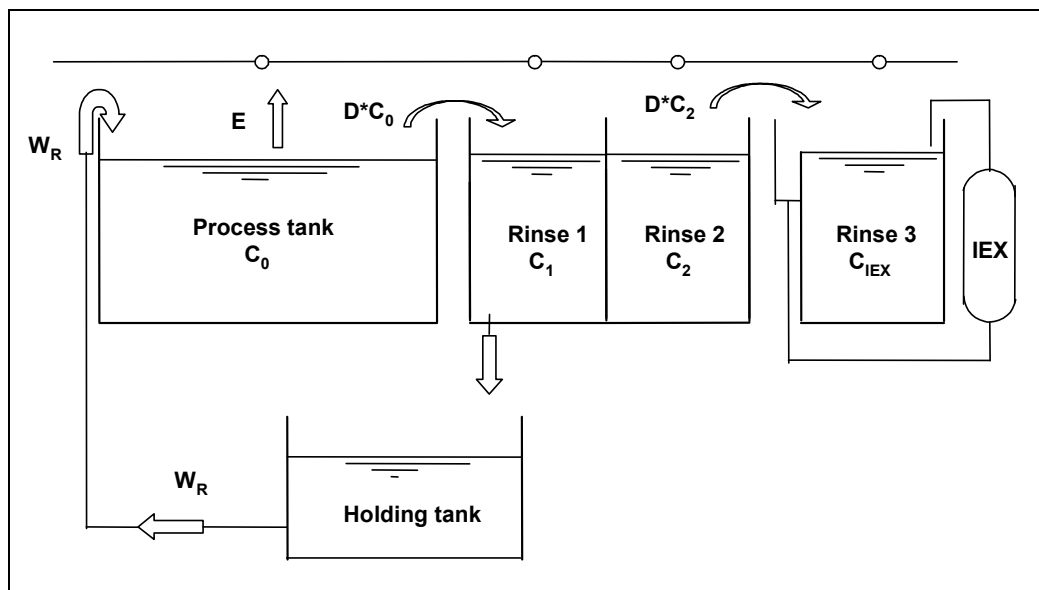 W_R
E
D*C_0
D*C_2
Process tank
C_0
Rinse 1
C_1
Rinse 2
C_2
Rinse 3
C_IEX
IEX
W_R
Holding tank